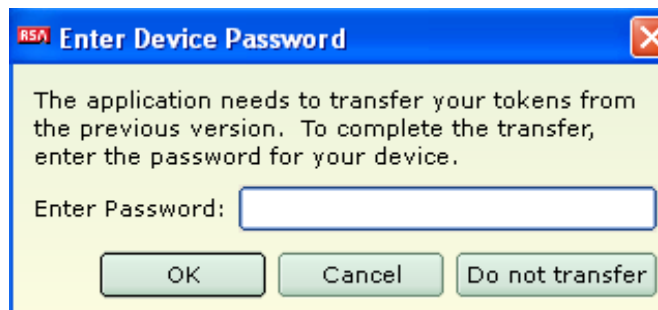 RSA Enter Device Password
The application needs to transfer your tokens from
the previous version.  To complete the transfer,
enter the password for your device.
Enter Password:
OK Cancel Do not transfer